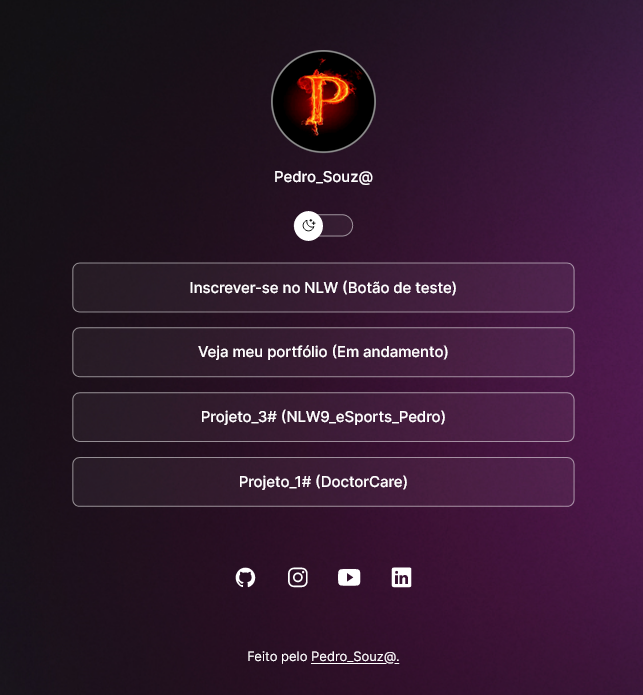 P
Pedro_Souz@
Inscrever-se no NLW (Botão de teste)
Veja meu portfólio (Em andamento)
Projeto_3# (NLW9_eSports_Pedro)
Projeto_1# (DoctorCare)
in
Feito pelo Pedro_Souz@.